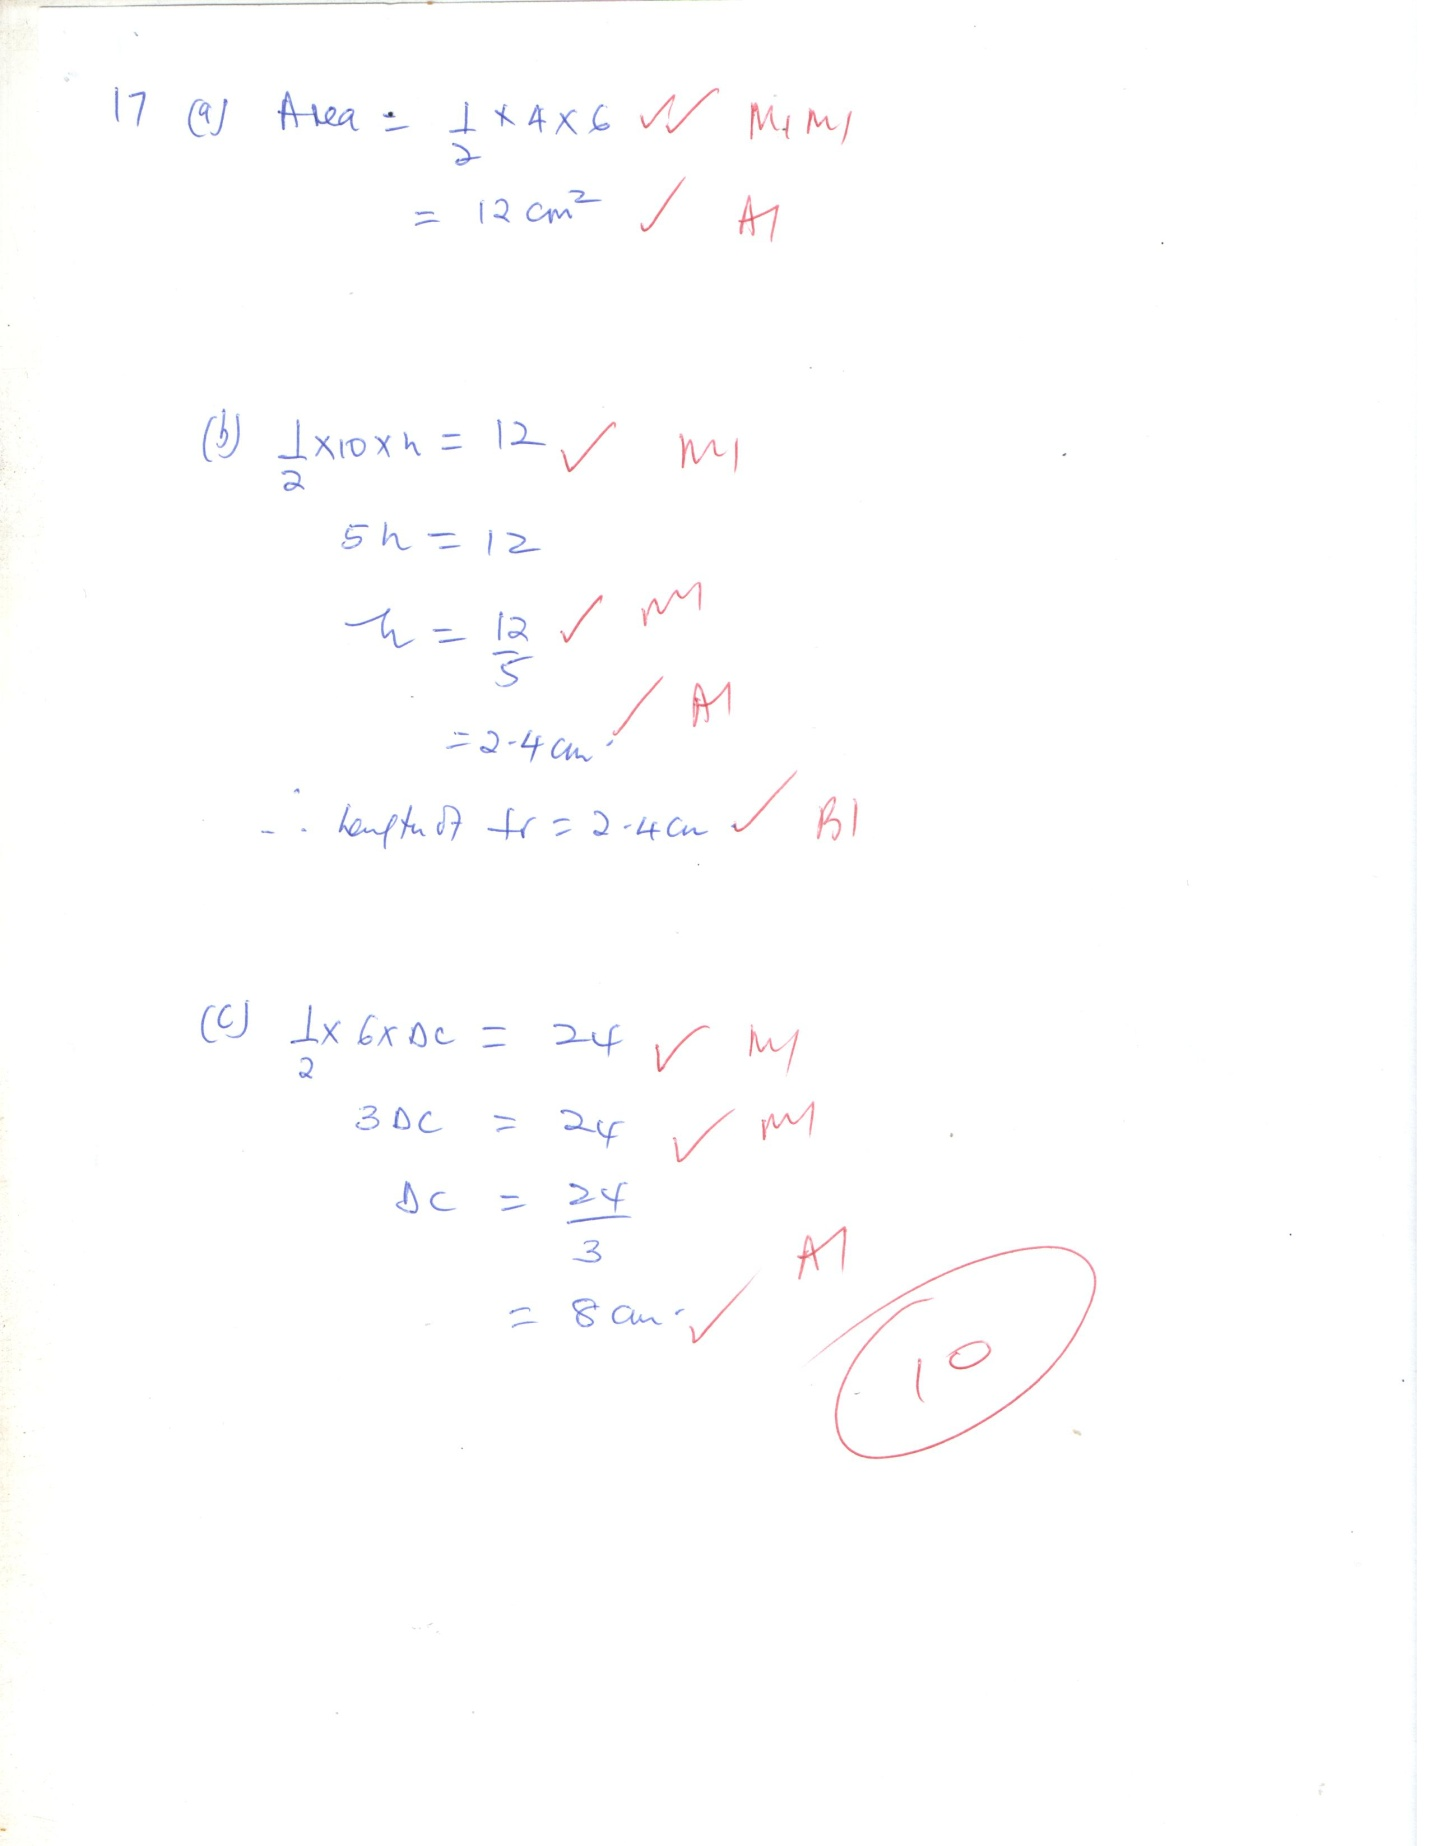 17 (a) Area = 1/2 × 4 × 6 ✓✓ M1 M1
= 12 cm² ✓ A1
(b) 1/2 × 10 × h = 12 ✓ M1
5h = 12
h = 12/5 ✓ M1
= 2.4 cm. ✓ A1
∴ Length of = 2.4 cm ✓ B1
(c) 1/2 × 6 × DC = 24 ✓ M1
3DC = 24 ✓ M1
DC = 24/3
= 8 cm. ✓ A1
10